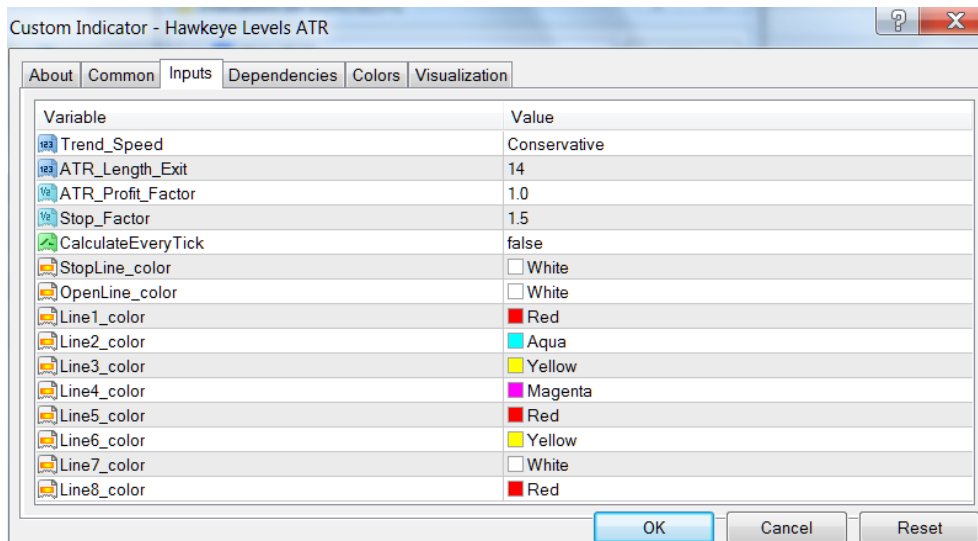 Custom Indicator - Hawkeye Levels ATR
About Common Inputs Dependencies Colors Visualization
Variable Value
123 Trend_Speed Conservative
123 ATR_Length_Exit 14
ATR_Profit_Factor 1.0
Stop_Factor 1.5
CalculateEveryTick false
StopLine_color White
OpenLine_color White
Line1_color Red
Line2_color Aqua
Line3_color Yellow
Line4_color Magenta
Line5_color Red
Line6_color Yellow
Line7_color White
Line8_color Red
OK Cancel Reset